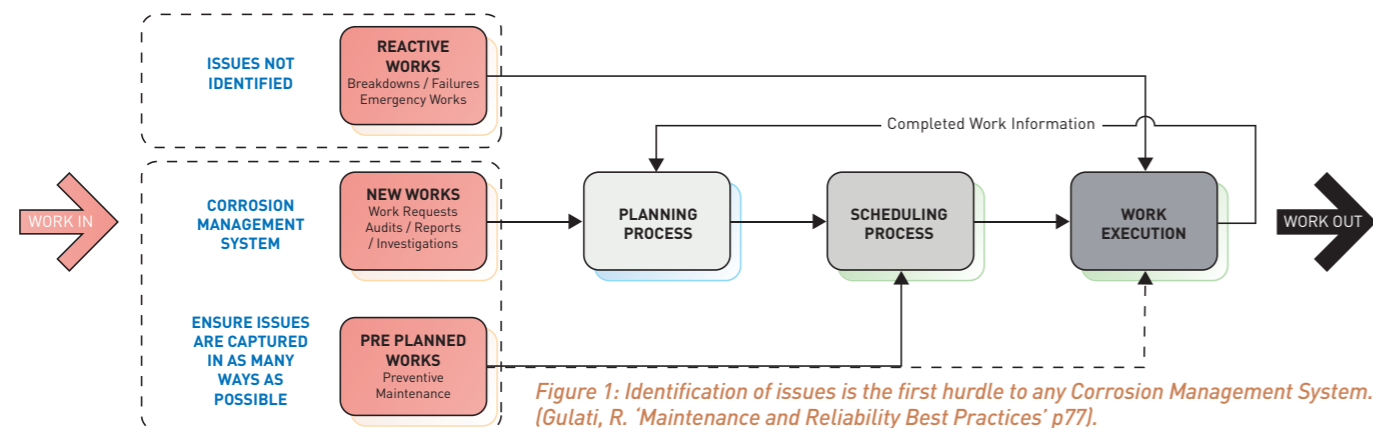 WORK IN
ISSUES NOT
IDENTIFIED
REACTIVE
WORKS
Breakdowns / Failures
Emergency Works
Completed Work Information
CORROSION
MANAGEMENT
SYSTEM
NEW WORKS
Work Requests
Audits / Reports
/ Investigations
PLANNING
PROCESS
SCHEDULING
PROCESS
WORK
EXECUTION
WORK OUT
ENSURE ISSUES
ARE CAPTURED
IN AS MANY
WAYS AS
POSSIBLE
PRE PLANNED
WORKS
Preventive
Maintenance
Figure 1: Identification of issues is the first hurdle to any Corrosion Management System.
(Gulati, R. ‘Maintenance and Reliability Best Practices’ p77).